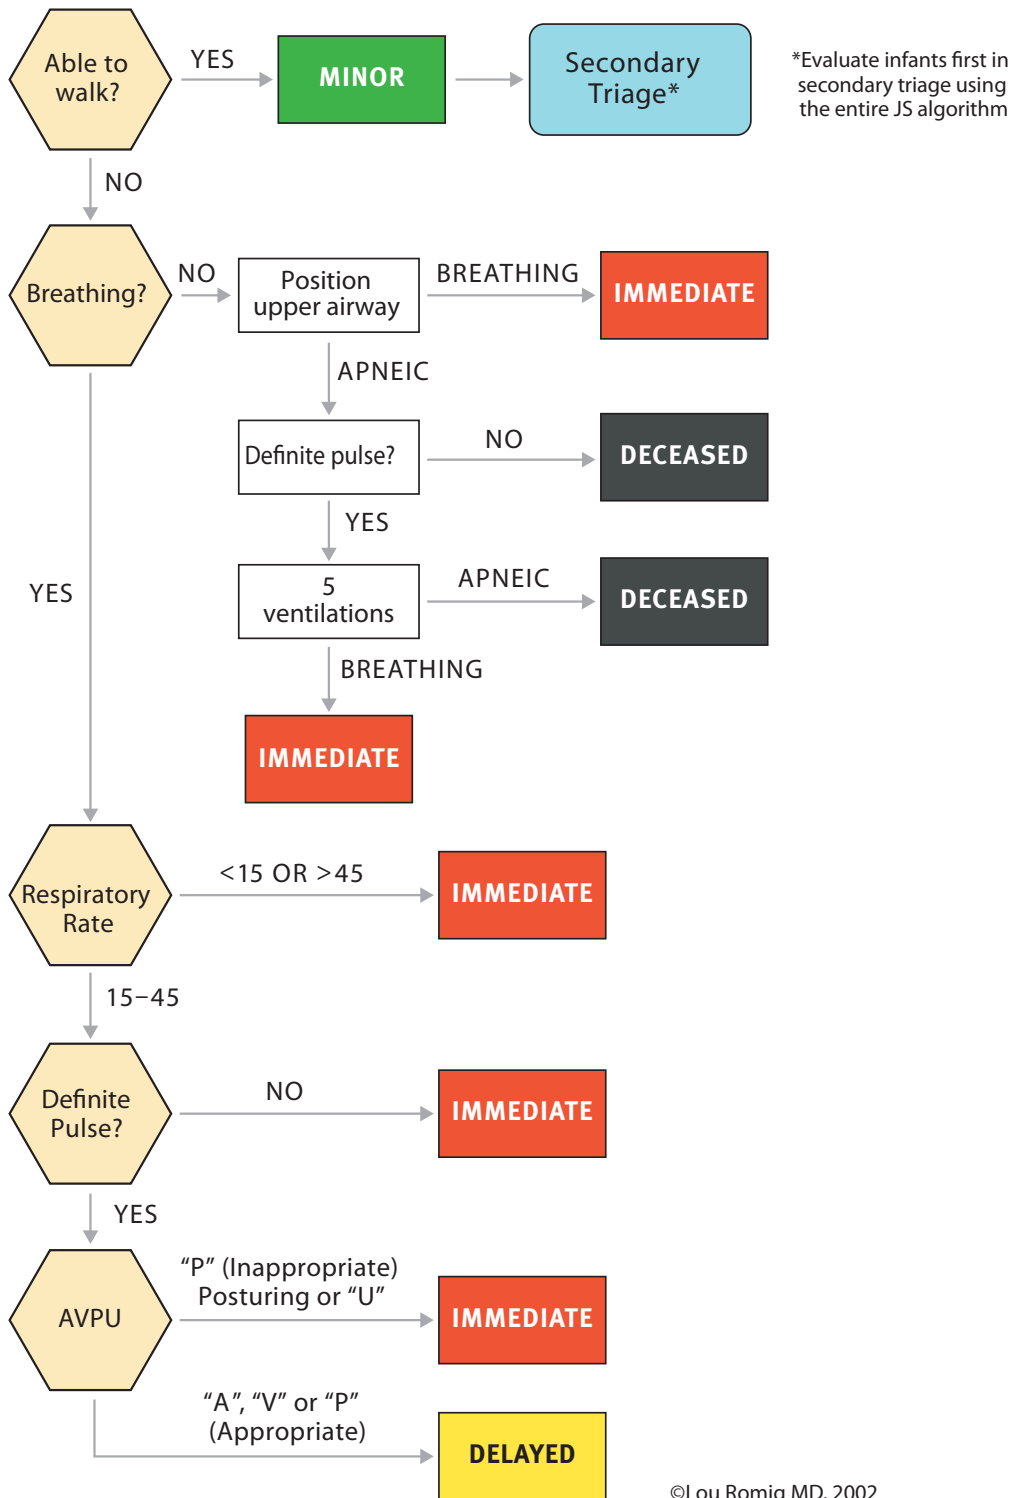 Able to
walk?
YES
MINOR
Secondary
Triage*
*Evaluate infants first in
secondary triage using
the entire JS algorithm
NO
Breathing?
NO
Position
upper airway
BREATHING
IMMEDIATE
APNEIC
Definite pulse?
NO
DECEASED
YES
5
ventilations
APNEIC
DECEASED
BREATHING
IMMEDIATE
YES
Respiratory
Rate
<15 OR >45
IMMEDIATE
15–45
Definite
Pulse?
NO
IMMEDIATE
YES
AVPU
“P” (Inappropriate)
Posturing or “U”
IMMEDIATE
“A”, “V” or “P”
(Appropriate)
DELAYED
©Lou Romig MD, 2002